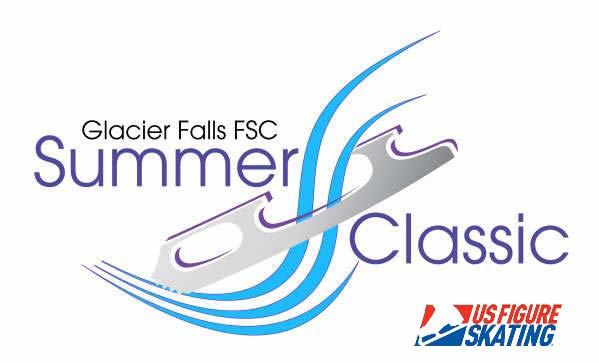 Glacier Falls FSC
Summer
Classic
US FIGURE
SKATING